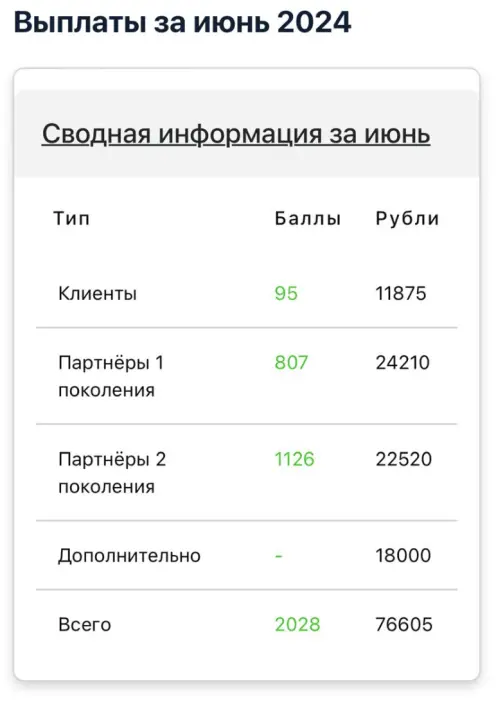 Выплаты за июнь 2024
Сводная информация за июнь
Тип Баллы Рубли
Клиенты 95 11875
Партнёры 1 807 24210
поколения
Партнёры 2 1126 22520
поколения
Дополнительно - 18000
Всего 2028 76605